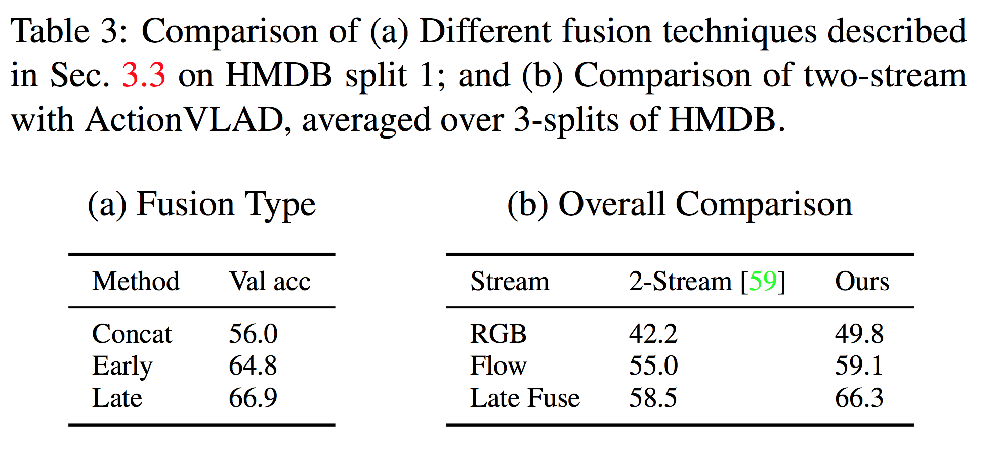 Table 3: Comparison of (a) Different fusion techniques described
in Sec. 3.3 on HMDB split 1; and (b) Comparison of two-stream
with ActionVLAD, averaged over 3-splits of HMDB.
(a) Fusion Type
Method Val acc
Concat 56.0
Early 64.8
Late 66.9
(b) Overall Comparison
Stream 2-Stream [59] Ours
RGB 42.2 49.8
Flow 55.0 59.1
Late Fuse 58.5 66.3